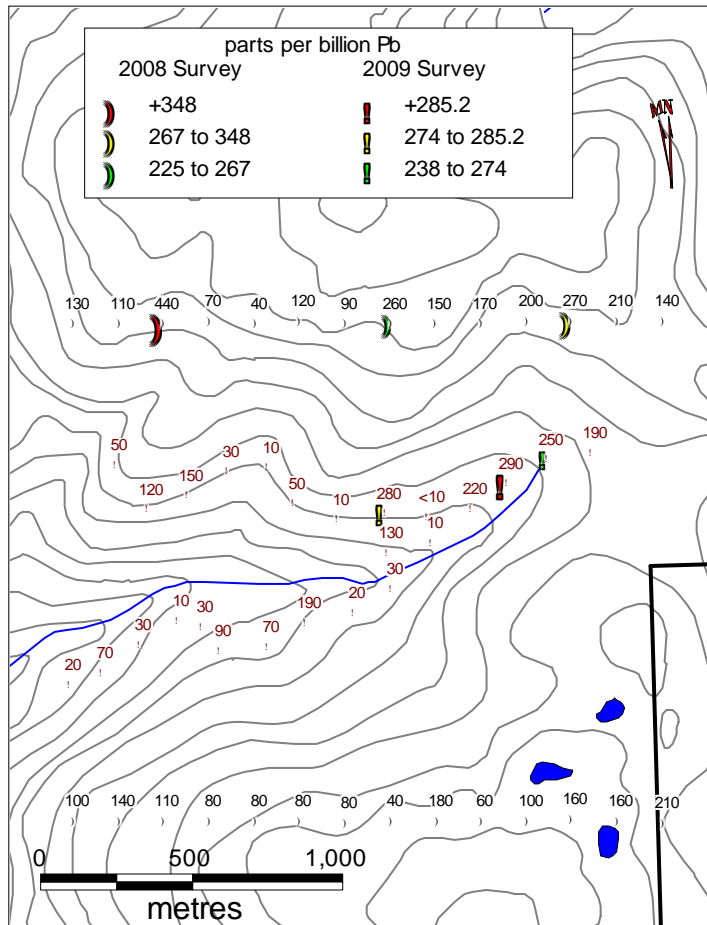 parts per billion Pb
2008 Survey 2009 Survey
+348 +285.2
267 to 348 274 to 285.2
225 to 267 238 to 274
MN
130 110 440 70 40 120 90 260 150 170 200 270 210 140
50 120 150 30 10 50 10 280 <10 220 290 250 190
130 10
30
20
190
70
90
30
10
30
70
20
100 140 110 80 80 80 80 40 180 60 100 160 160 210
0 500 1,000
metres